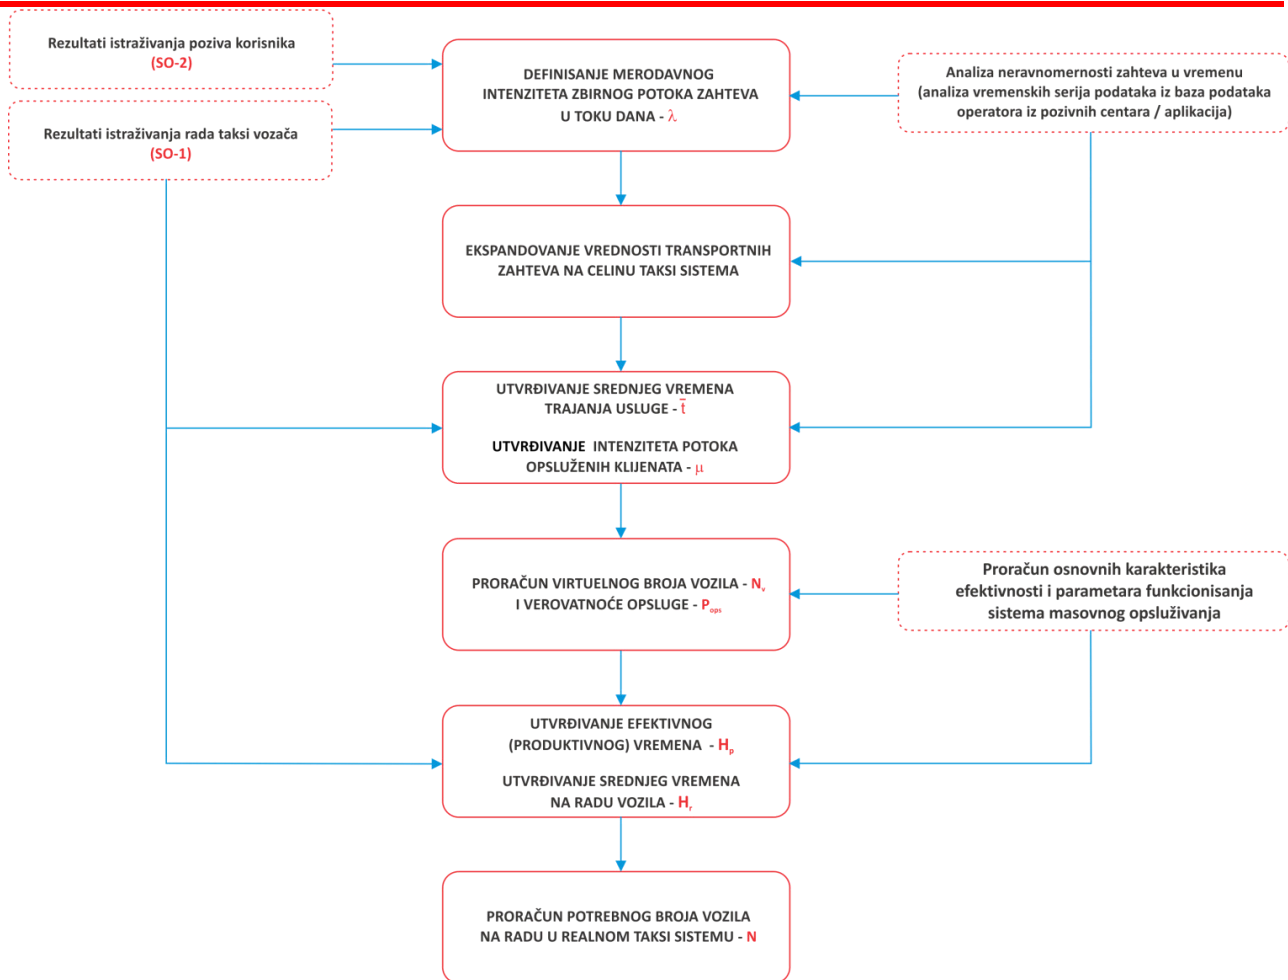 Rezultati istraživanja poziva korisnika
(SO-2)
Rezultati istraživanja rada taksi vozača
(SO-1)
DEFINISANJE MERODAVNOG
INTENZITETA ZBIRNOG POTOKA ZAHTEVA
U TOKU DANA - λ
Analiza neravnomernosti zahteva u vremenu
(analiza vremenskih serija podataka iz baza podataka
operatora iz pozivnih centara / aplikacija)
EKSPANDOVANJE VREDNOSTI TRANSPORTNIH
ZAHTEVA NA CELINU TAKSI SISTEMA
UTVRĐIVANJE SREDNJEG VREMENA
TRAJANJA USLUGE - t̄
UTVRĐIVANJE INTENZITETA POTOKA
OPSLUŽENIH KLIJENATA - μ
PRORAČUN VIRTUELNOG BROJA VOZILA - Nv
I VEROVATNOĆE OPSLUGE - Pops
Proračun osnovnih karakteristika
efektivnosti i parametara funkcionisanja
sistema masovnog opsluživanja
UTVRĐIVANJE EFEKTIVNOG
(PRODUKTIVNOG) VREMENA - Hp
UTVRĐIVANJE SREDNJEG VREMENA
NA RADU VOZILA - Hr
PRORAČUN POTREBNOG BROJA VOZILA
NA RADU U REALNOM TAKSI SISTEMU - N